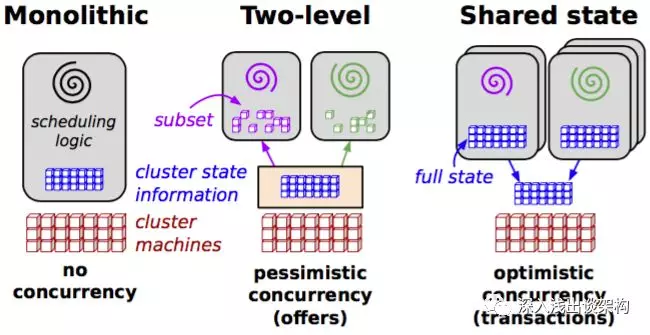 Monolithic
Two-level
Shared state
scheduling
logic
subset
cluster state
information
full state
cluster
machines
no
concurrency
pessimistic
concurrency
(offers)
optimistic
concurrency
(transactions)
深入浅出谈架构